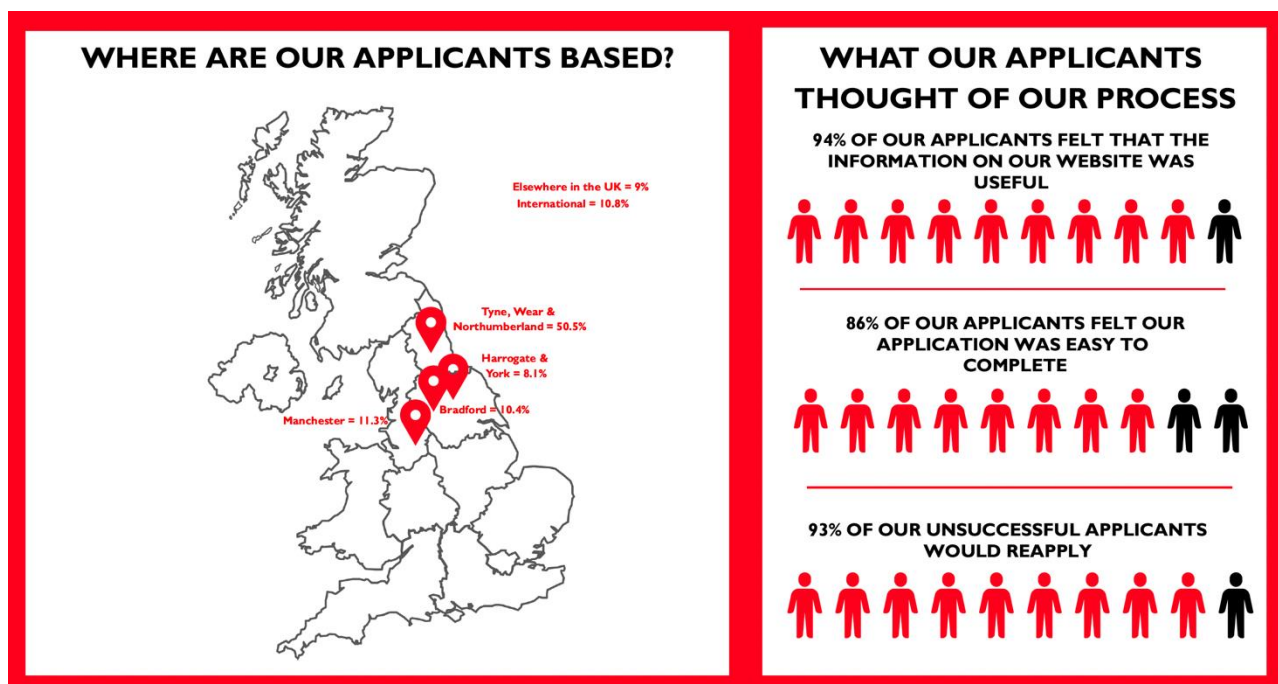 WHERE ARE OUR APPLICANTS BASED?
Elsewhere in the UK = 9%
International = 10.8%
Tyne, Wear &
Northumberland = 50.5%
Harrogate &
York = 8.1%
Bradford = 10.4%
Manchester = 11.3%
WHAT OUR APPLICANTS
THOUGHT OF OUR PROCESS
94% OF OUR APPLICANTS FELT THAT THE
INFORMATION ON OUR WEBSITE WAS
USEFUL
86% OF OUR APPLICANTS FELT OUR
APPLICATION WAS EASY TO
COMPLETE
93% OF OUR UNSUCCESSFUL APPLICANTS
WOULD REAPPLY